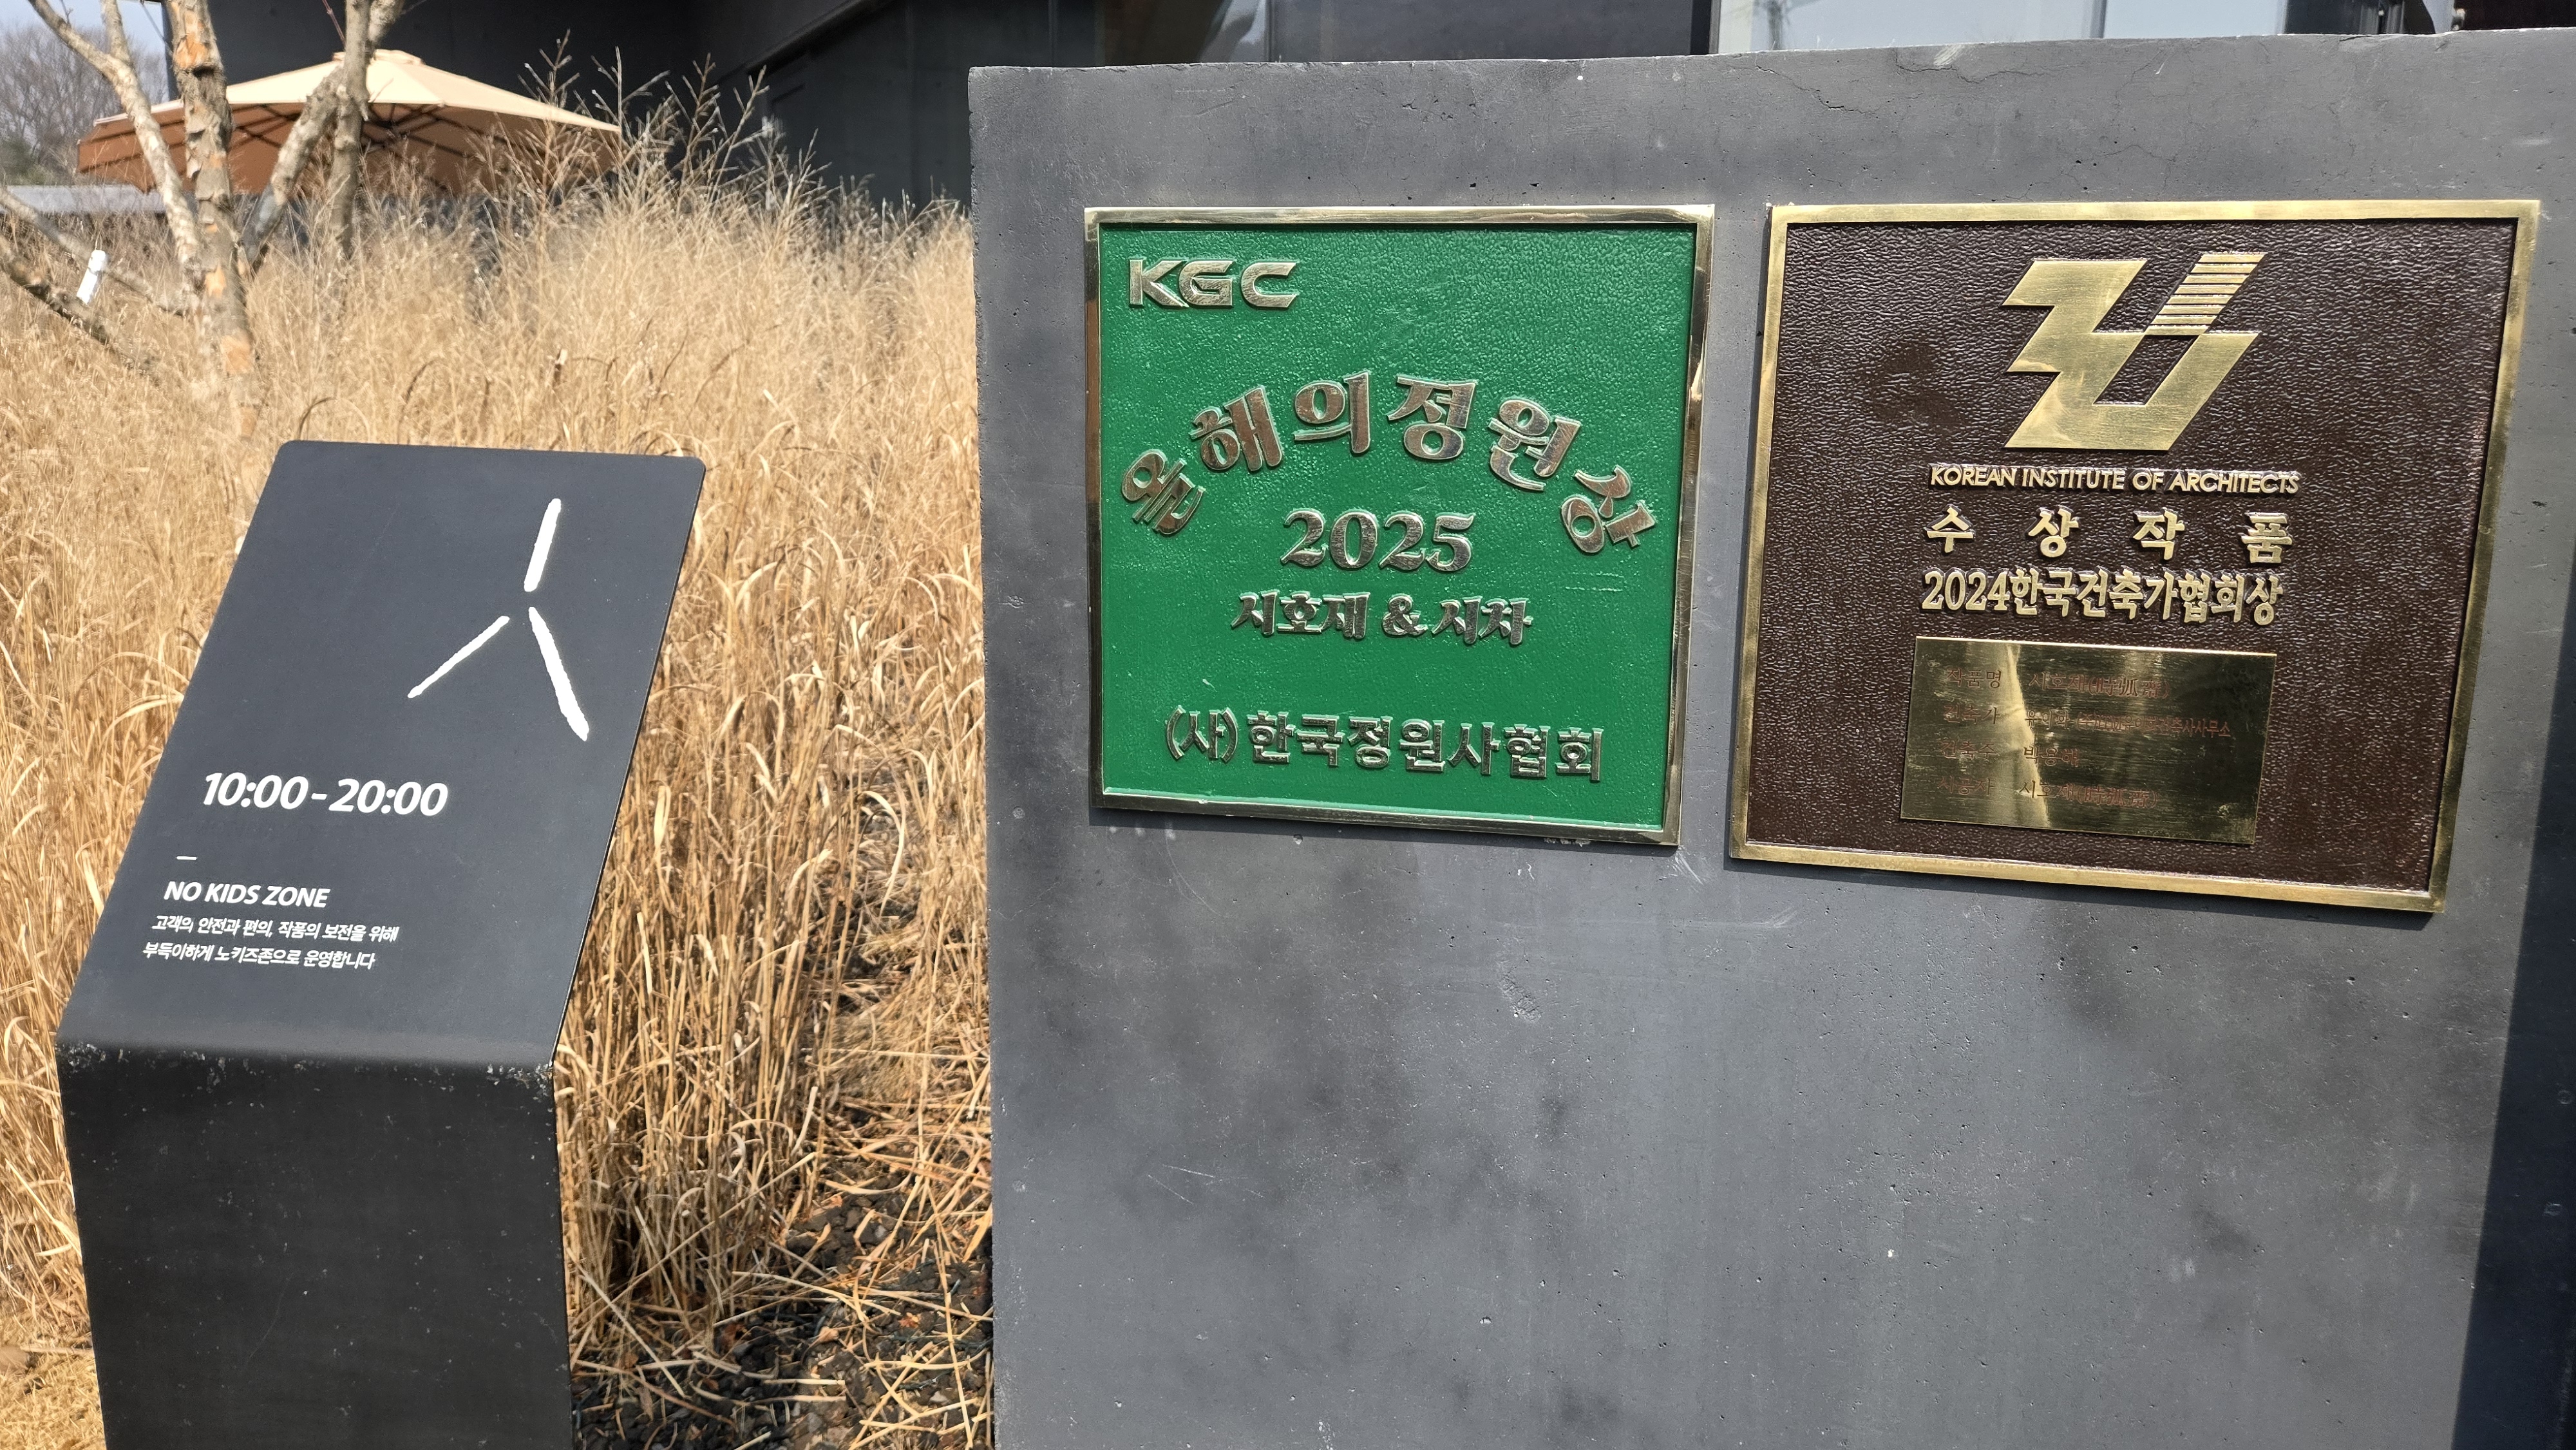 10:00-20:00
NO KIDS ZONE
고객의 안전과 편의, 작품의 보전을 위해
부득이하게 노키즈존으로 운영합니다
KGC
올해의정원상
2025
시호재 & 시차
(사)한국정원사협회
KOREAN INSTITUTE OF ARCHITECTS
수 상 작 품
2024한국건축가협회상
작품명